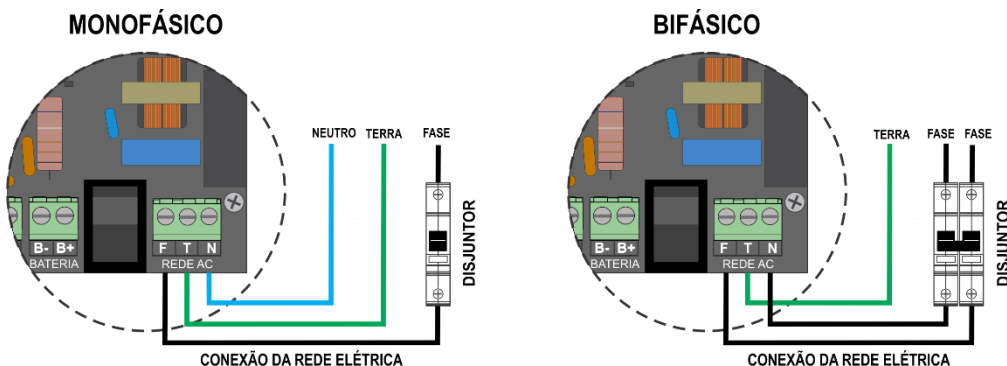 MONOFÁSICO
NEUTRO TERRA FASE
DISJUNTOR
B- B+
BATERIA
F T N
REDE AC
CONEXÃO DA REDE ELÉTRICA
BIFÁSICO
TERRA FASE FASE
DISJUNTOR
B- B+
BATERIA
F T N
REDE AC
CONEXÃO DA REDE ELÉTRICA